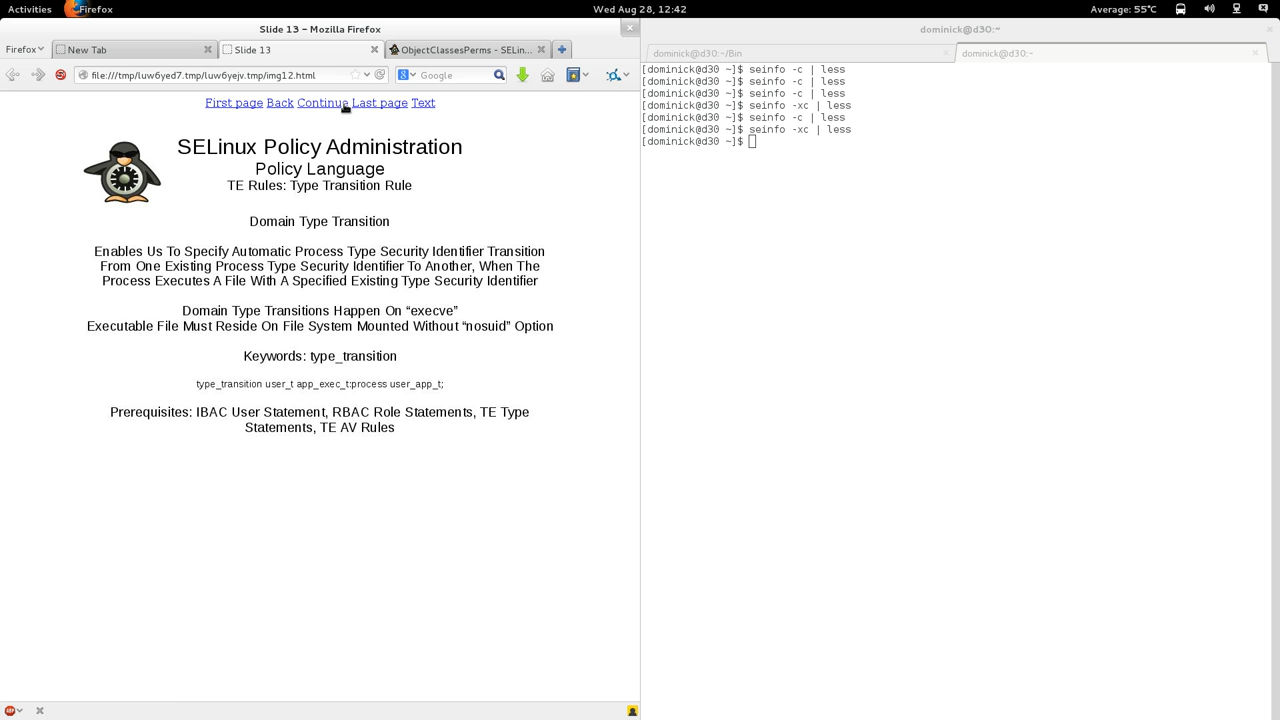 Activities Firefox Wed Aug 28, 12:42 Average: 55°C
Slide 13 - Mozilla Firefox
Firefox New Tab Slide 13 ObjectClassesPerms - SELin...
file:///tmp/luw6yed7.tmp/luw6yejv.tmp/img12.html Google
First page Back Continue Last page Text
SELinux Policy Administration
Policy Language
TE Rules: Type Transition Rule
Domain Type Transition
Enables Us To Specify Automatic Process Type Security Identifier Transition
From One Existing Process Type Security Identifier To Another, When The
Process Executes A File With A Specified Existing Type Security Identifier
Domain Type Transitions Happen On “execve”
Executable File Must Reside On File System Mounted Without “nosuid” Option
Keywords: type_transition
type_transition user_t app_exec_t:process user_app_t;
Prerequisites: IBAC User Statement, RBAC Role Statements, TE Type
Statements, TE AV Rules
dominick@d30:~
dominick@d30:~/Bin dominick@d30:~
[dominick@d30 ~]$ seinfo -c | less
[dominick@d30 ~]$ seinfo -c | less
[dominick@d30 ~]$ seinfo -c | less
[dominick@d30 ~]$ seinfo -xc | less
[dominick@d30 ~]$ seinfo -c | less
[dominick@d30 ~]$ seinfo -xc | less
[dominick@d30 ~]$